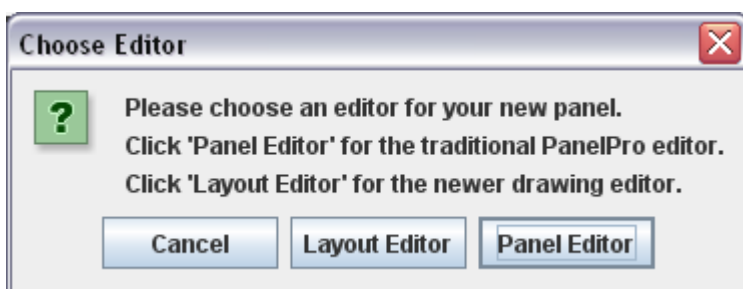 Choose Editor
?
Please choose an editor for your new panel.
Click 'Panel Editor' for the traditional PanelPro editor.
Click 'Layout Editor' for the newer drawing editor.
Cancel Layout Editor Panel Editor